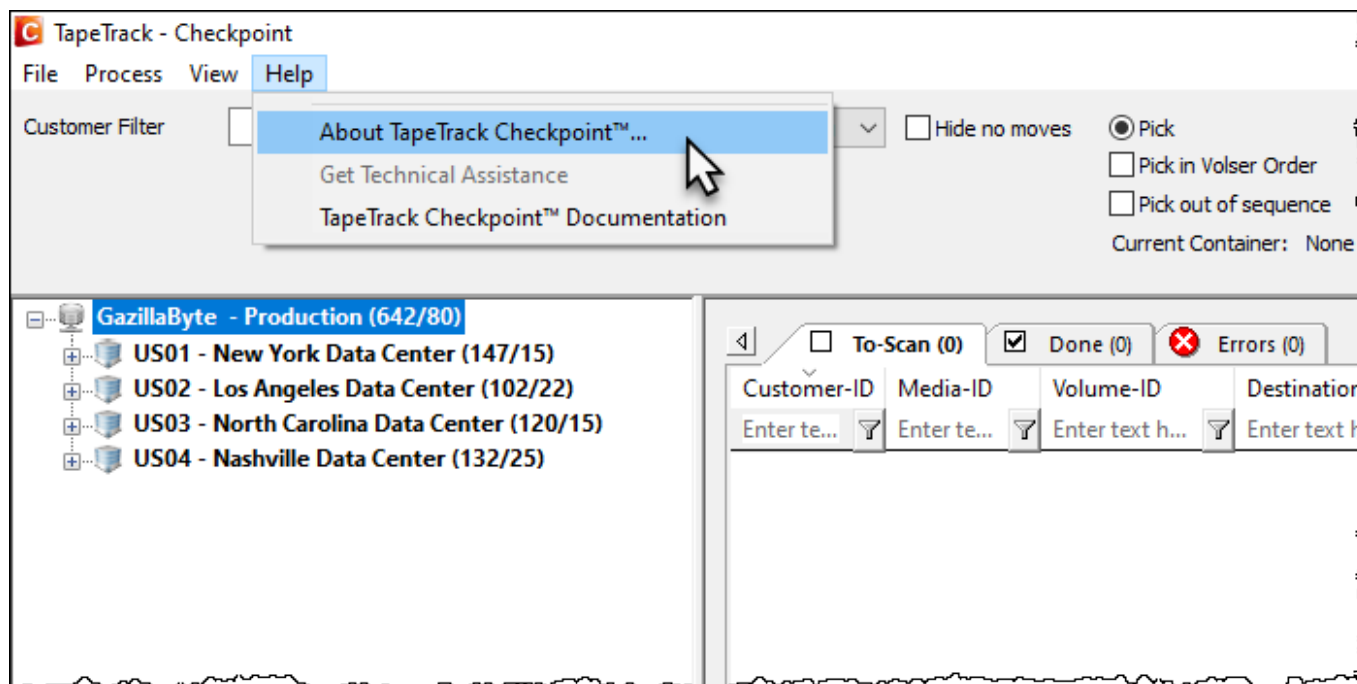 TapeTrack - Checkpoint
File Process View Help
Customer Filter
About TapeTrack Checkpoint™...
Get Technical Assistance
TapeTrack Checkpoint™ Documentation
Hide no moves
Pick
Pick in Volser Order
Pick out of sequence
Current Container: None
GazillaByte - Production (642/80)
US01 - New York Data Center (147/15)
US02 - Los Angeles Data Center (102/22)
US03 - North Carolina Data Center (120/15)
US04 - Nashville Data Center (132/25)
To-Scan (0) Done (0) Errors (0)
Customer-ID Media-ID Volume-ID Destination
Enter te... Enter te... Enter text h... Enter text